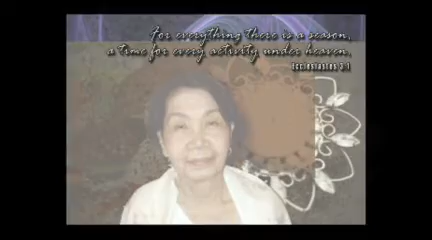 For everything there is a season,
a time for every activity under heaven.
Ecclesiastes 3:1